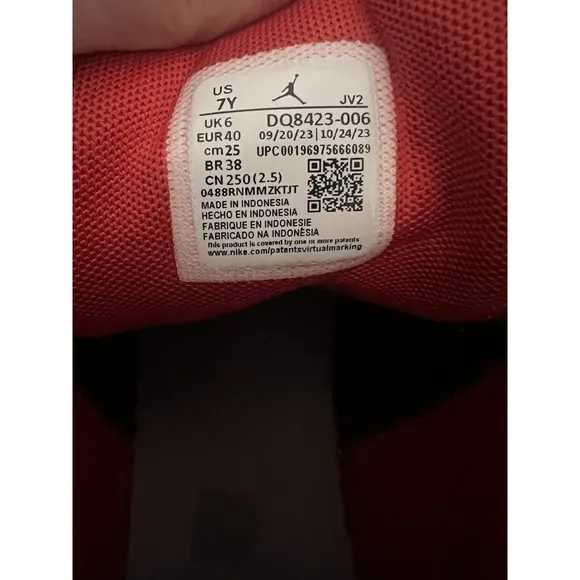 US
7Y
JV2
UK 6
DQ8423-006
EUR 40
09/20/23 | 10/24/23
cm 25
UPC00196975666089
BR 38
CN 250 (2.5)
0488RNMMZKTJT
MADE IN INDONESIA
HECHO EN INDONESIA
FABRIQUE EN INDONESIE
FABRICADO NA INDONÉSIA
This product is covered by one or more patents
www.nike.com/patentsvirtualmarking